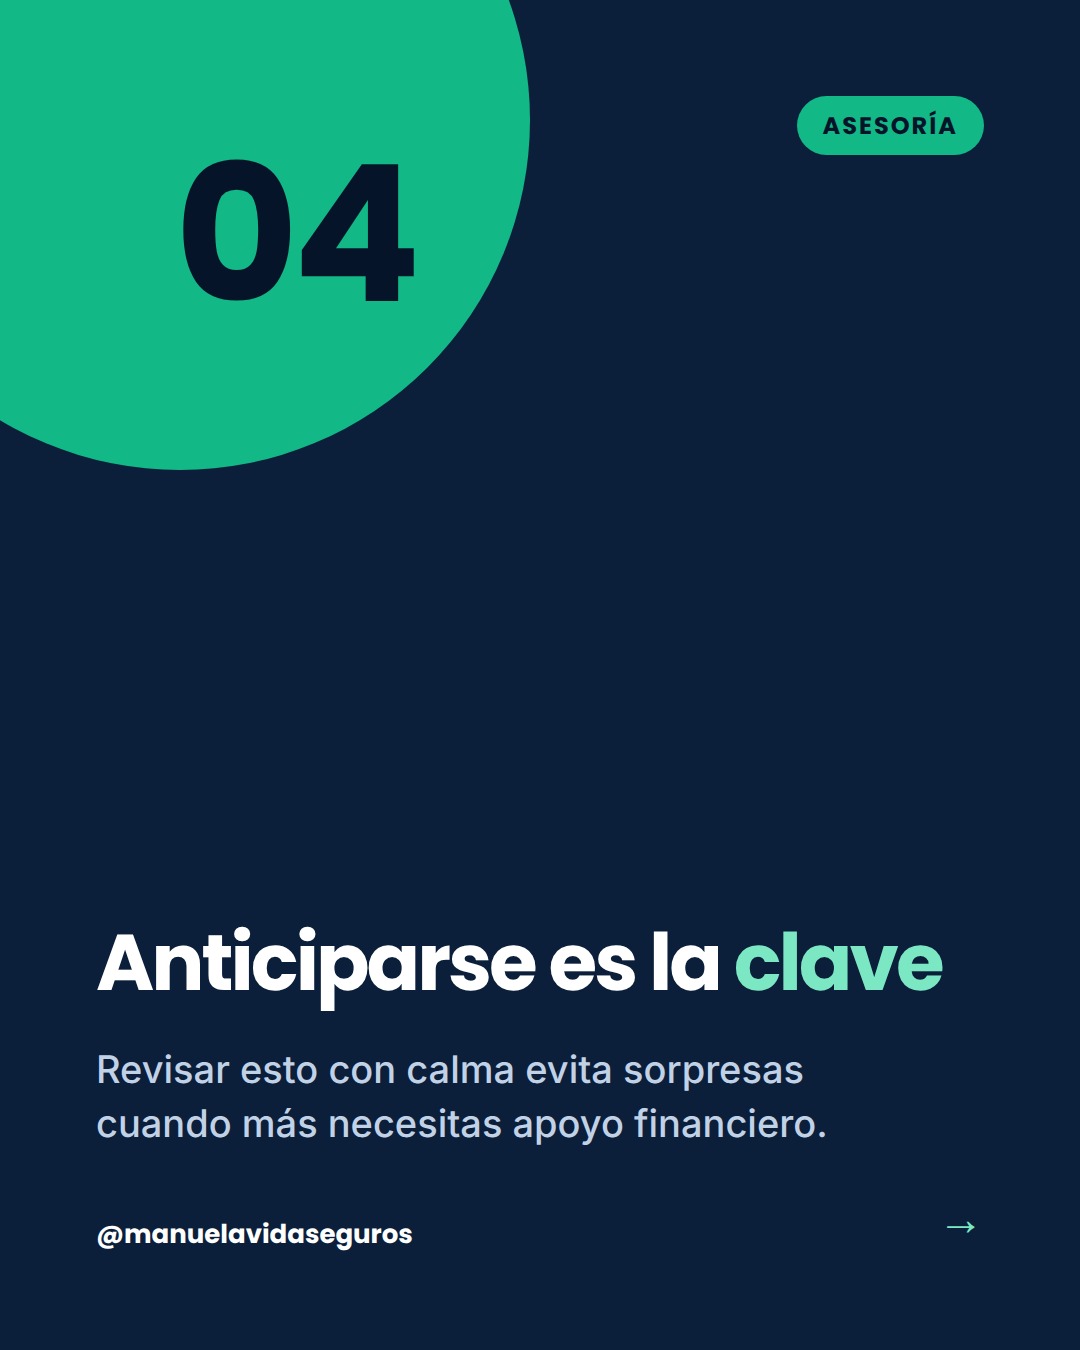 04
ASESORÍA
Anticiparse es la clave
Revisar esto con calma evita sorpresas
cuando más necesitas apoyo financiero.
@manuelavidaseguros
→